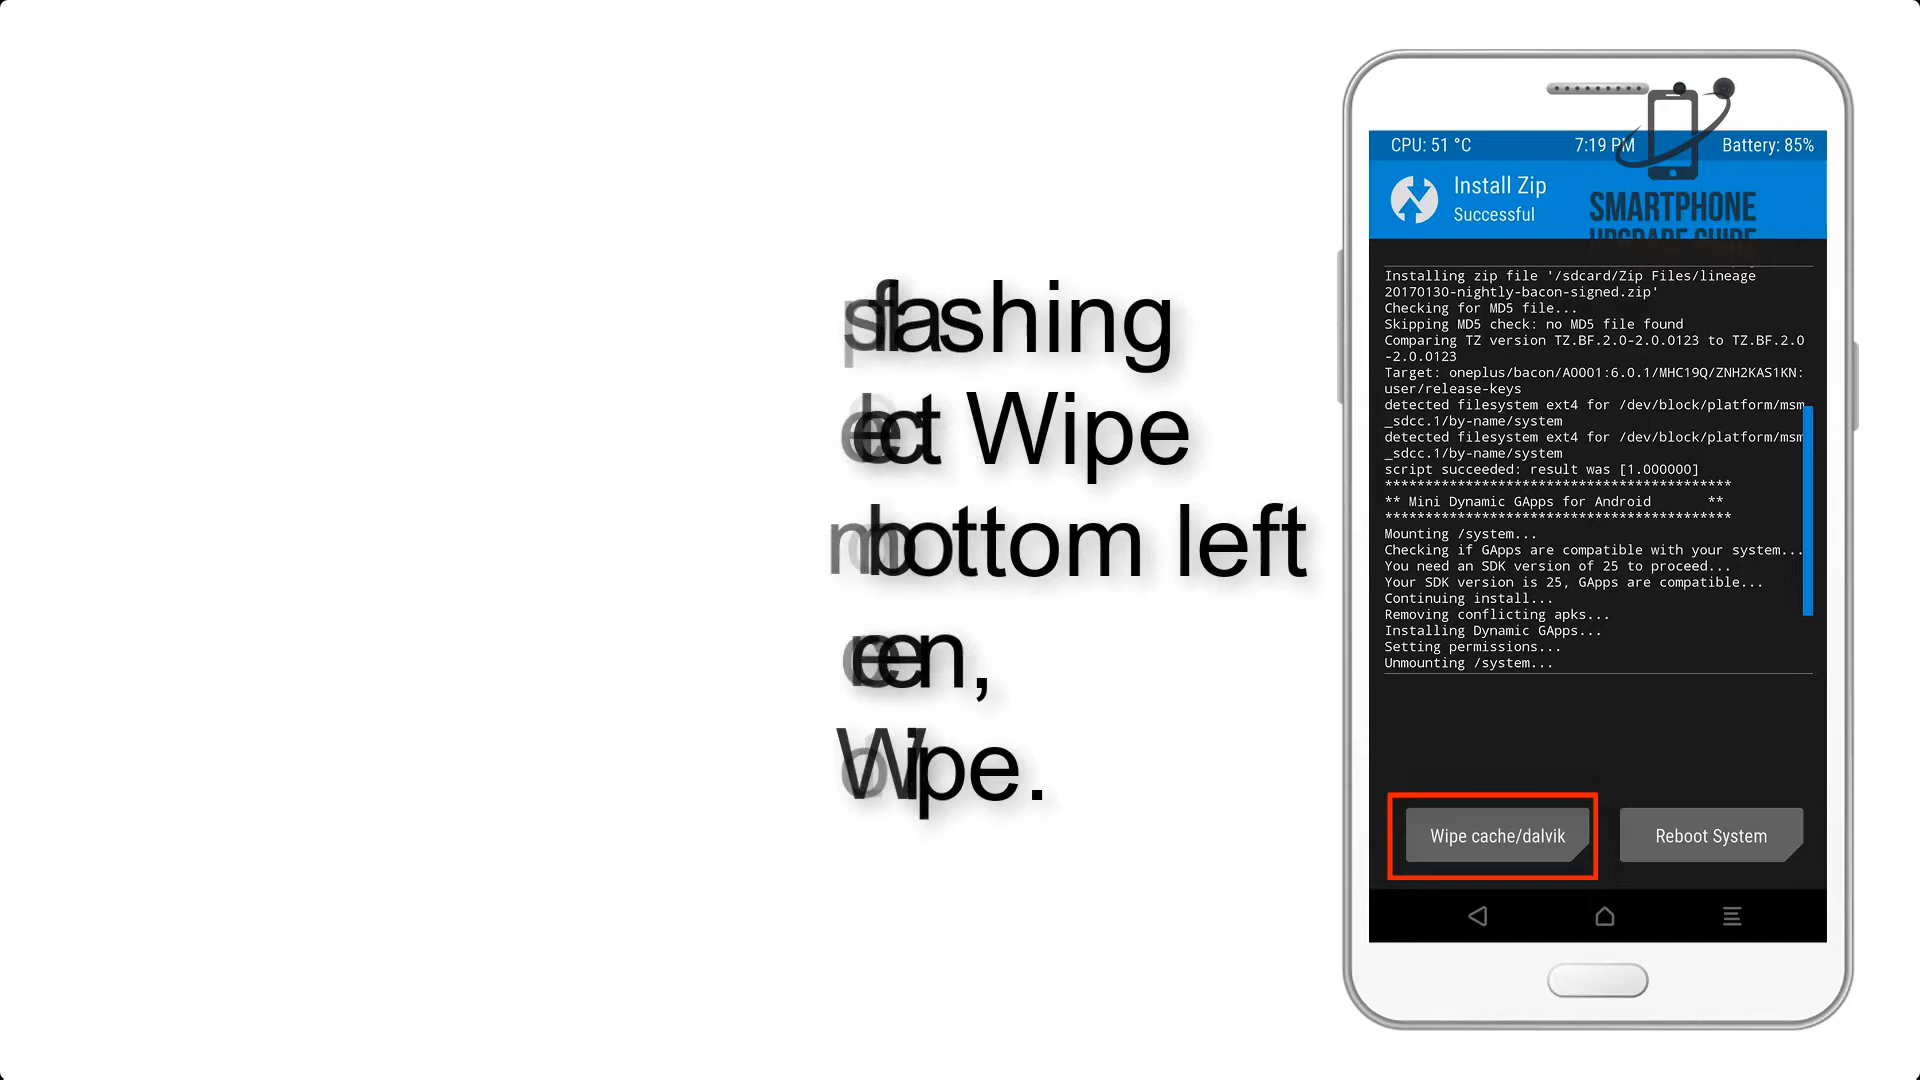 flashing
Wipe
bottom left
Wipe.
CPU: 51 °C
7:19 PM
Battery: 85%
Install Zip
Successful
SMARTPHONE
UPGRADE GUIDE
Installing zip file '/sdcard/Zip Files/lineage
20170130-nightly-bacon-signed.zip'
Checking for MD5 file...
Skipping MD5 check: no MD5 file found
Comparing TZ version TZ.BF.2.0-2.0.0123 to TZ.BF.2.0
-2.0.0123
Target: oneplus/bacon/A0001:6.0.1/MHC19Q/ZNH2KAS1KN:
user/release-keys
detected filesystem ext4 for /dev/block/platform/msm
_sdcc.1/by-name/system
detected filesystem ext4 for /dev/block/platform/msm
_sdcc.1/by-name/system
script succeeded: result was [1.000000]
*******************************************
** Mini Dynamic GApps for Android       **
*******************************************
Mounting /system...
Checking if GApps are compatible with your system...
You need an SDK version of 25 to proceed...
Your SDK version is 25, GApps are compatible...
Continuing install...
Removing conflicting apks...
Installing Dynamic GApps...
Setting permissions...
Unmounting /system...
Wipe cache/dalvik
Reboot System